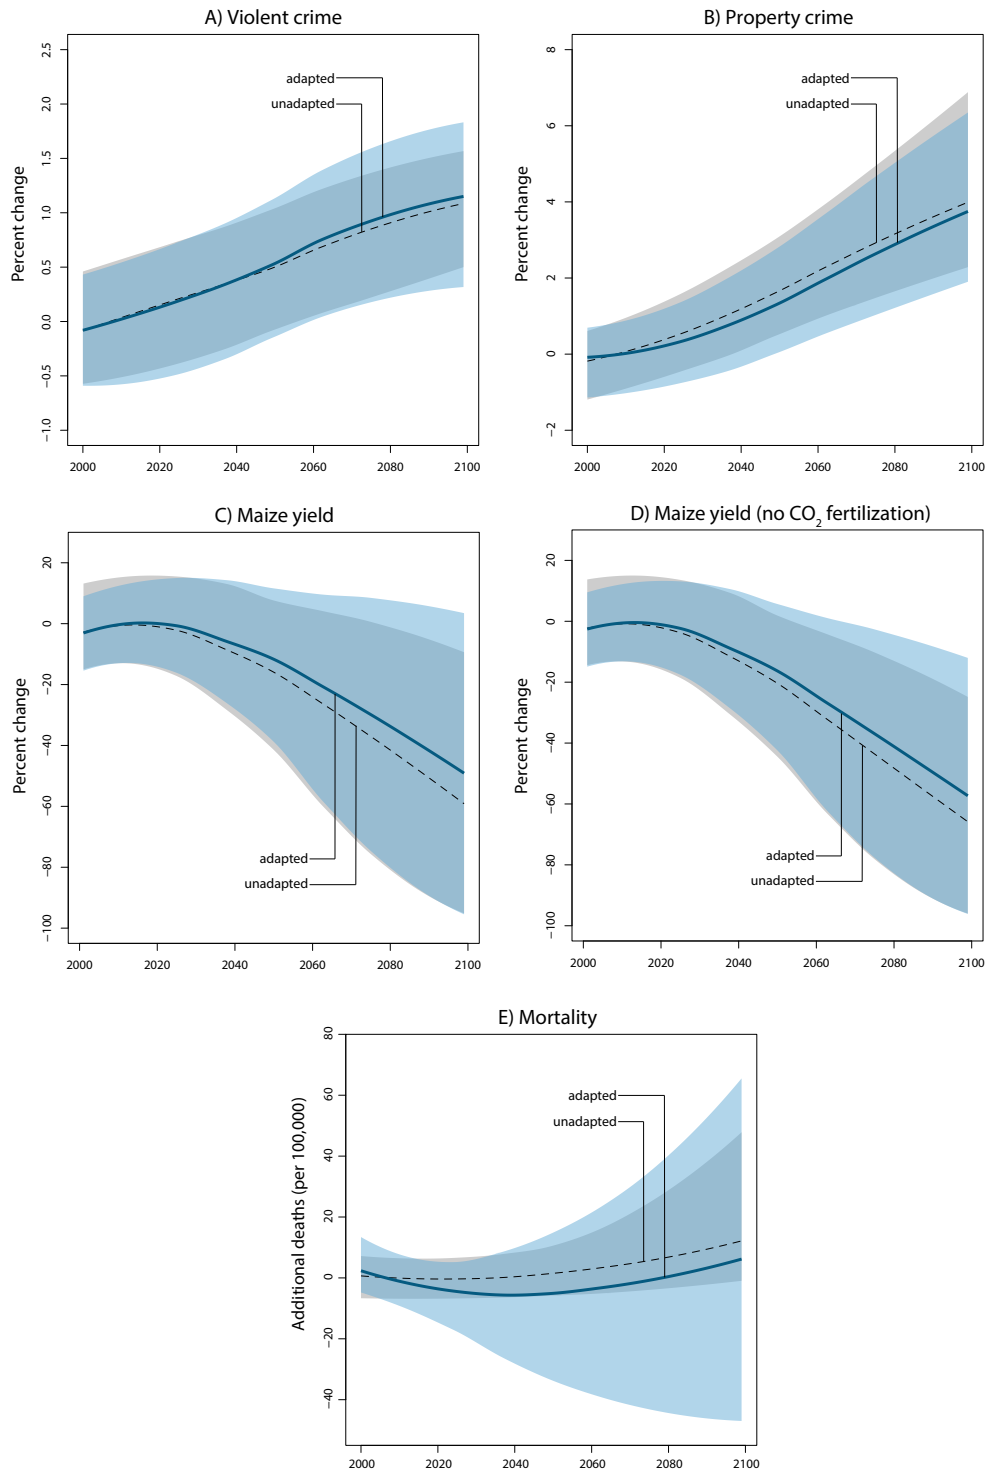 A) Violent crime
Percent change
2.5
2.0
1.5
1.0
0.5
0.0
−0.5
−1.0
adapted
unadapted
2000 2020 2040 2060 2080 2100
B) Property crime
8
6
4
2
0
−2
adapted
unadapted
2000 2020 2040 2060 2080 2100
C) Maize yield
Percent change
20
0
−20
−40
−60
−80
−100
adapted
unadapted
2000 2020 2040 2060 2080 2100
D) Maize yield (no CO₂ fertilization)
Percent change
20
0
−20
−40
−60
−80
−100
adapted
unadapted
2000 2020 2040 2060 2080 2100
E) Mortality
Additional deaths (per 100,000)
80
60
40
20
0
−20
−40
adapted
unadapted
2000 2020 2040 2060 2080 2100